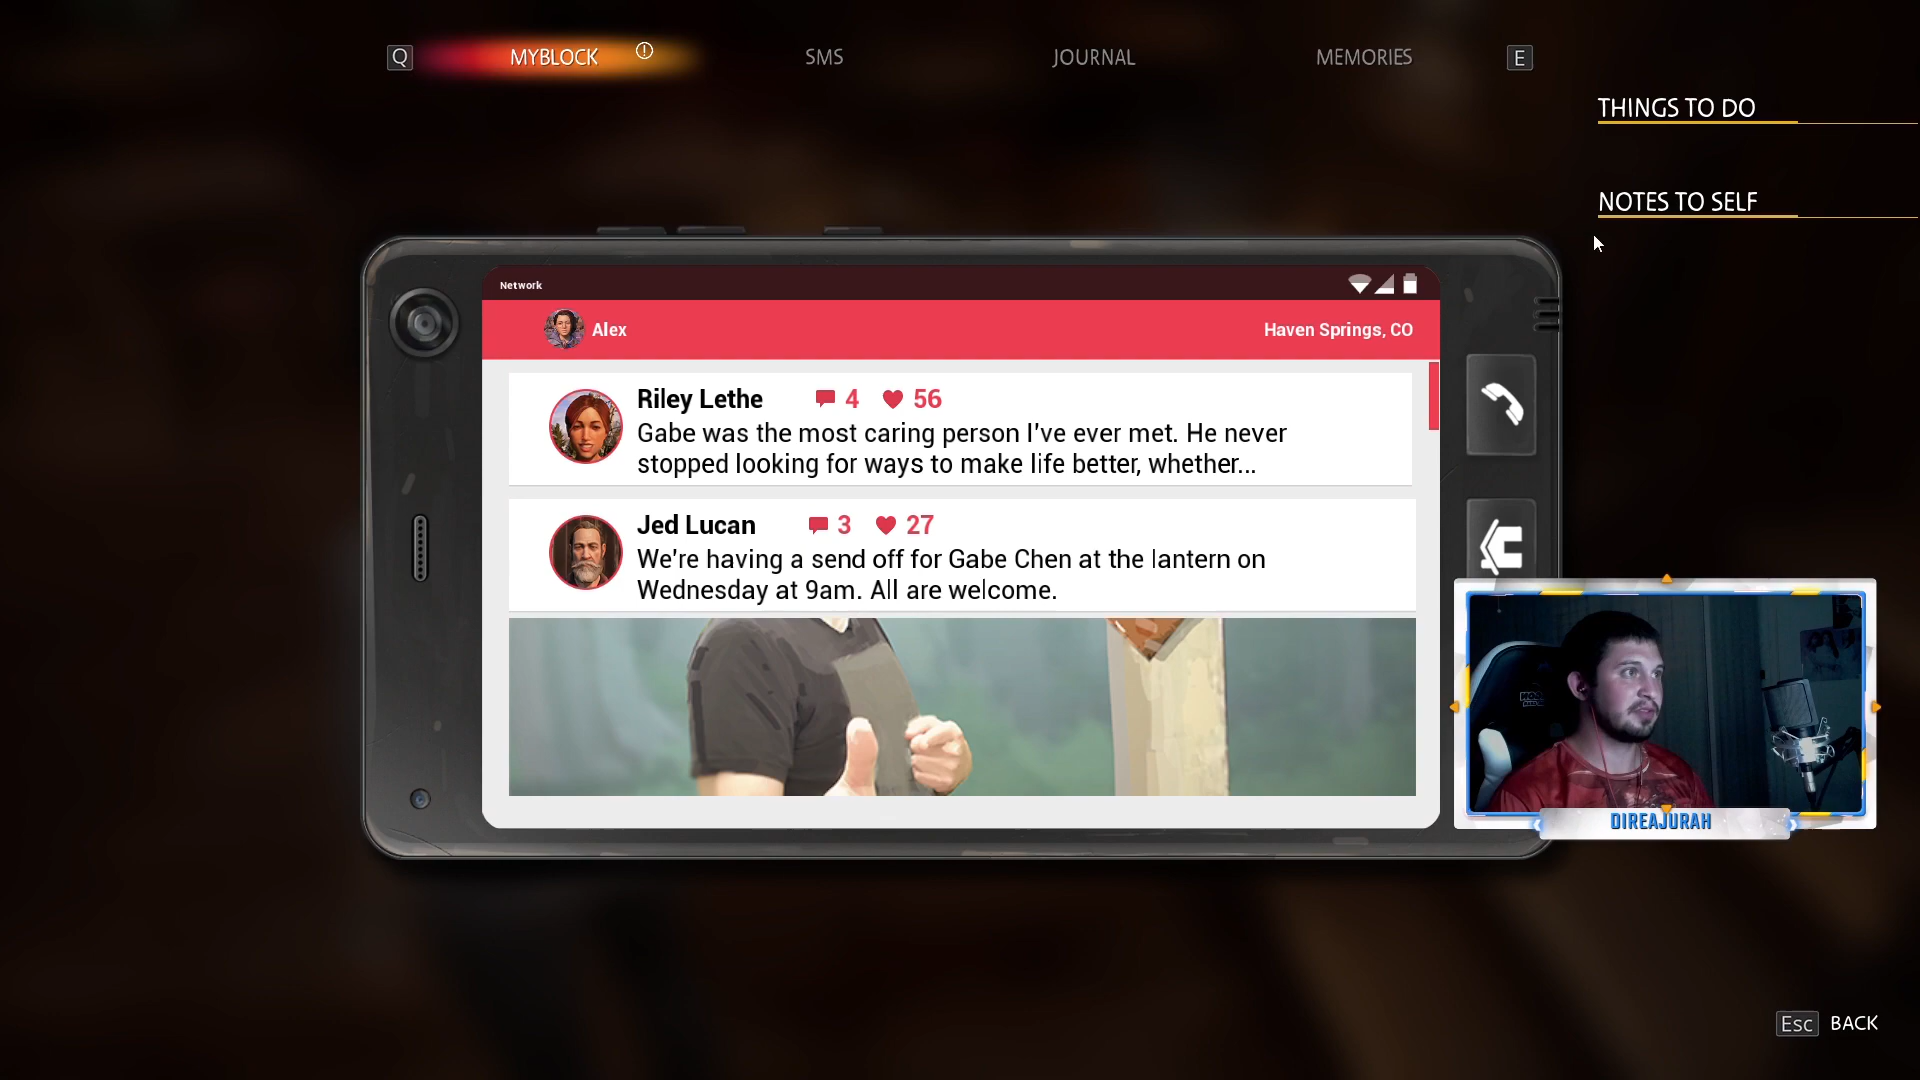 Q MYBLOCK SMS JOURNAL MEMORIES E
THINGS TO DO
NOTES TO SELF
Network
Alex Haven Springs, CO
Riley Lethe 4 56
Gabe was the most caring person I've ever met. He never
stopped looking for ways to make life better, whether...
Jed Lucan 3 27
We're having a send off for Gabe Chen at the lantern on
Wednesday at 9am. All are welcome.
DIREAJURAH
Esc BACK